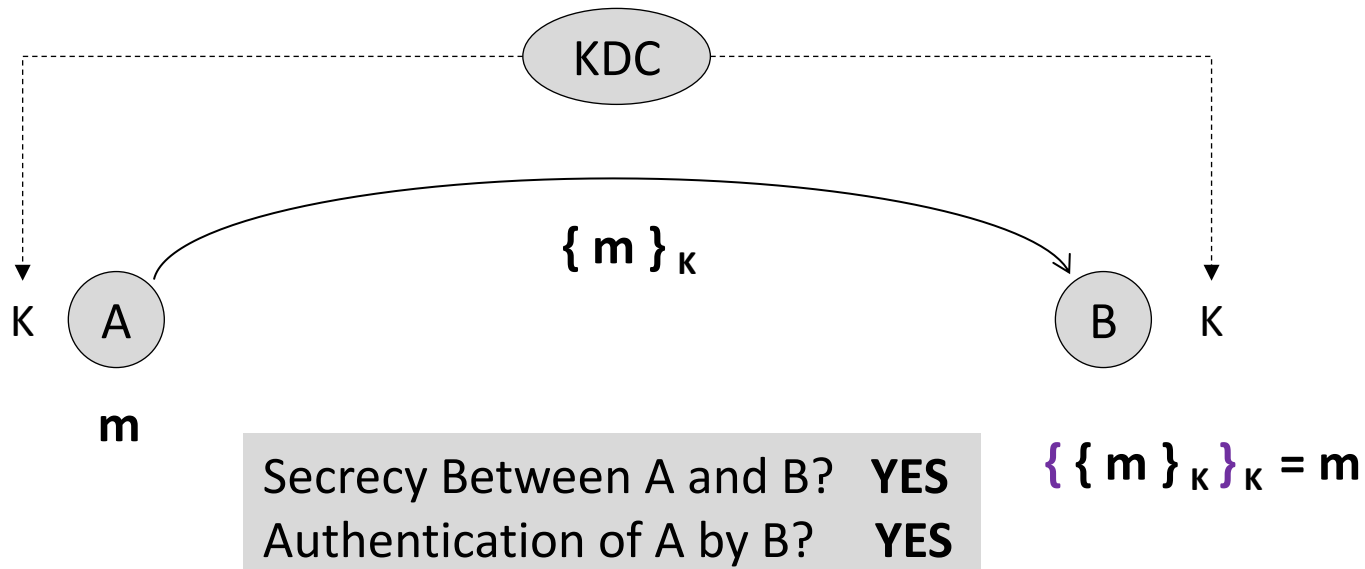 KDC
{ m } K
K
A
B
K
m
{ { m } K } K = m
Secrecy Between A and B? YES
Authentication of A by B? YES